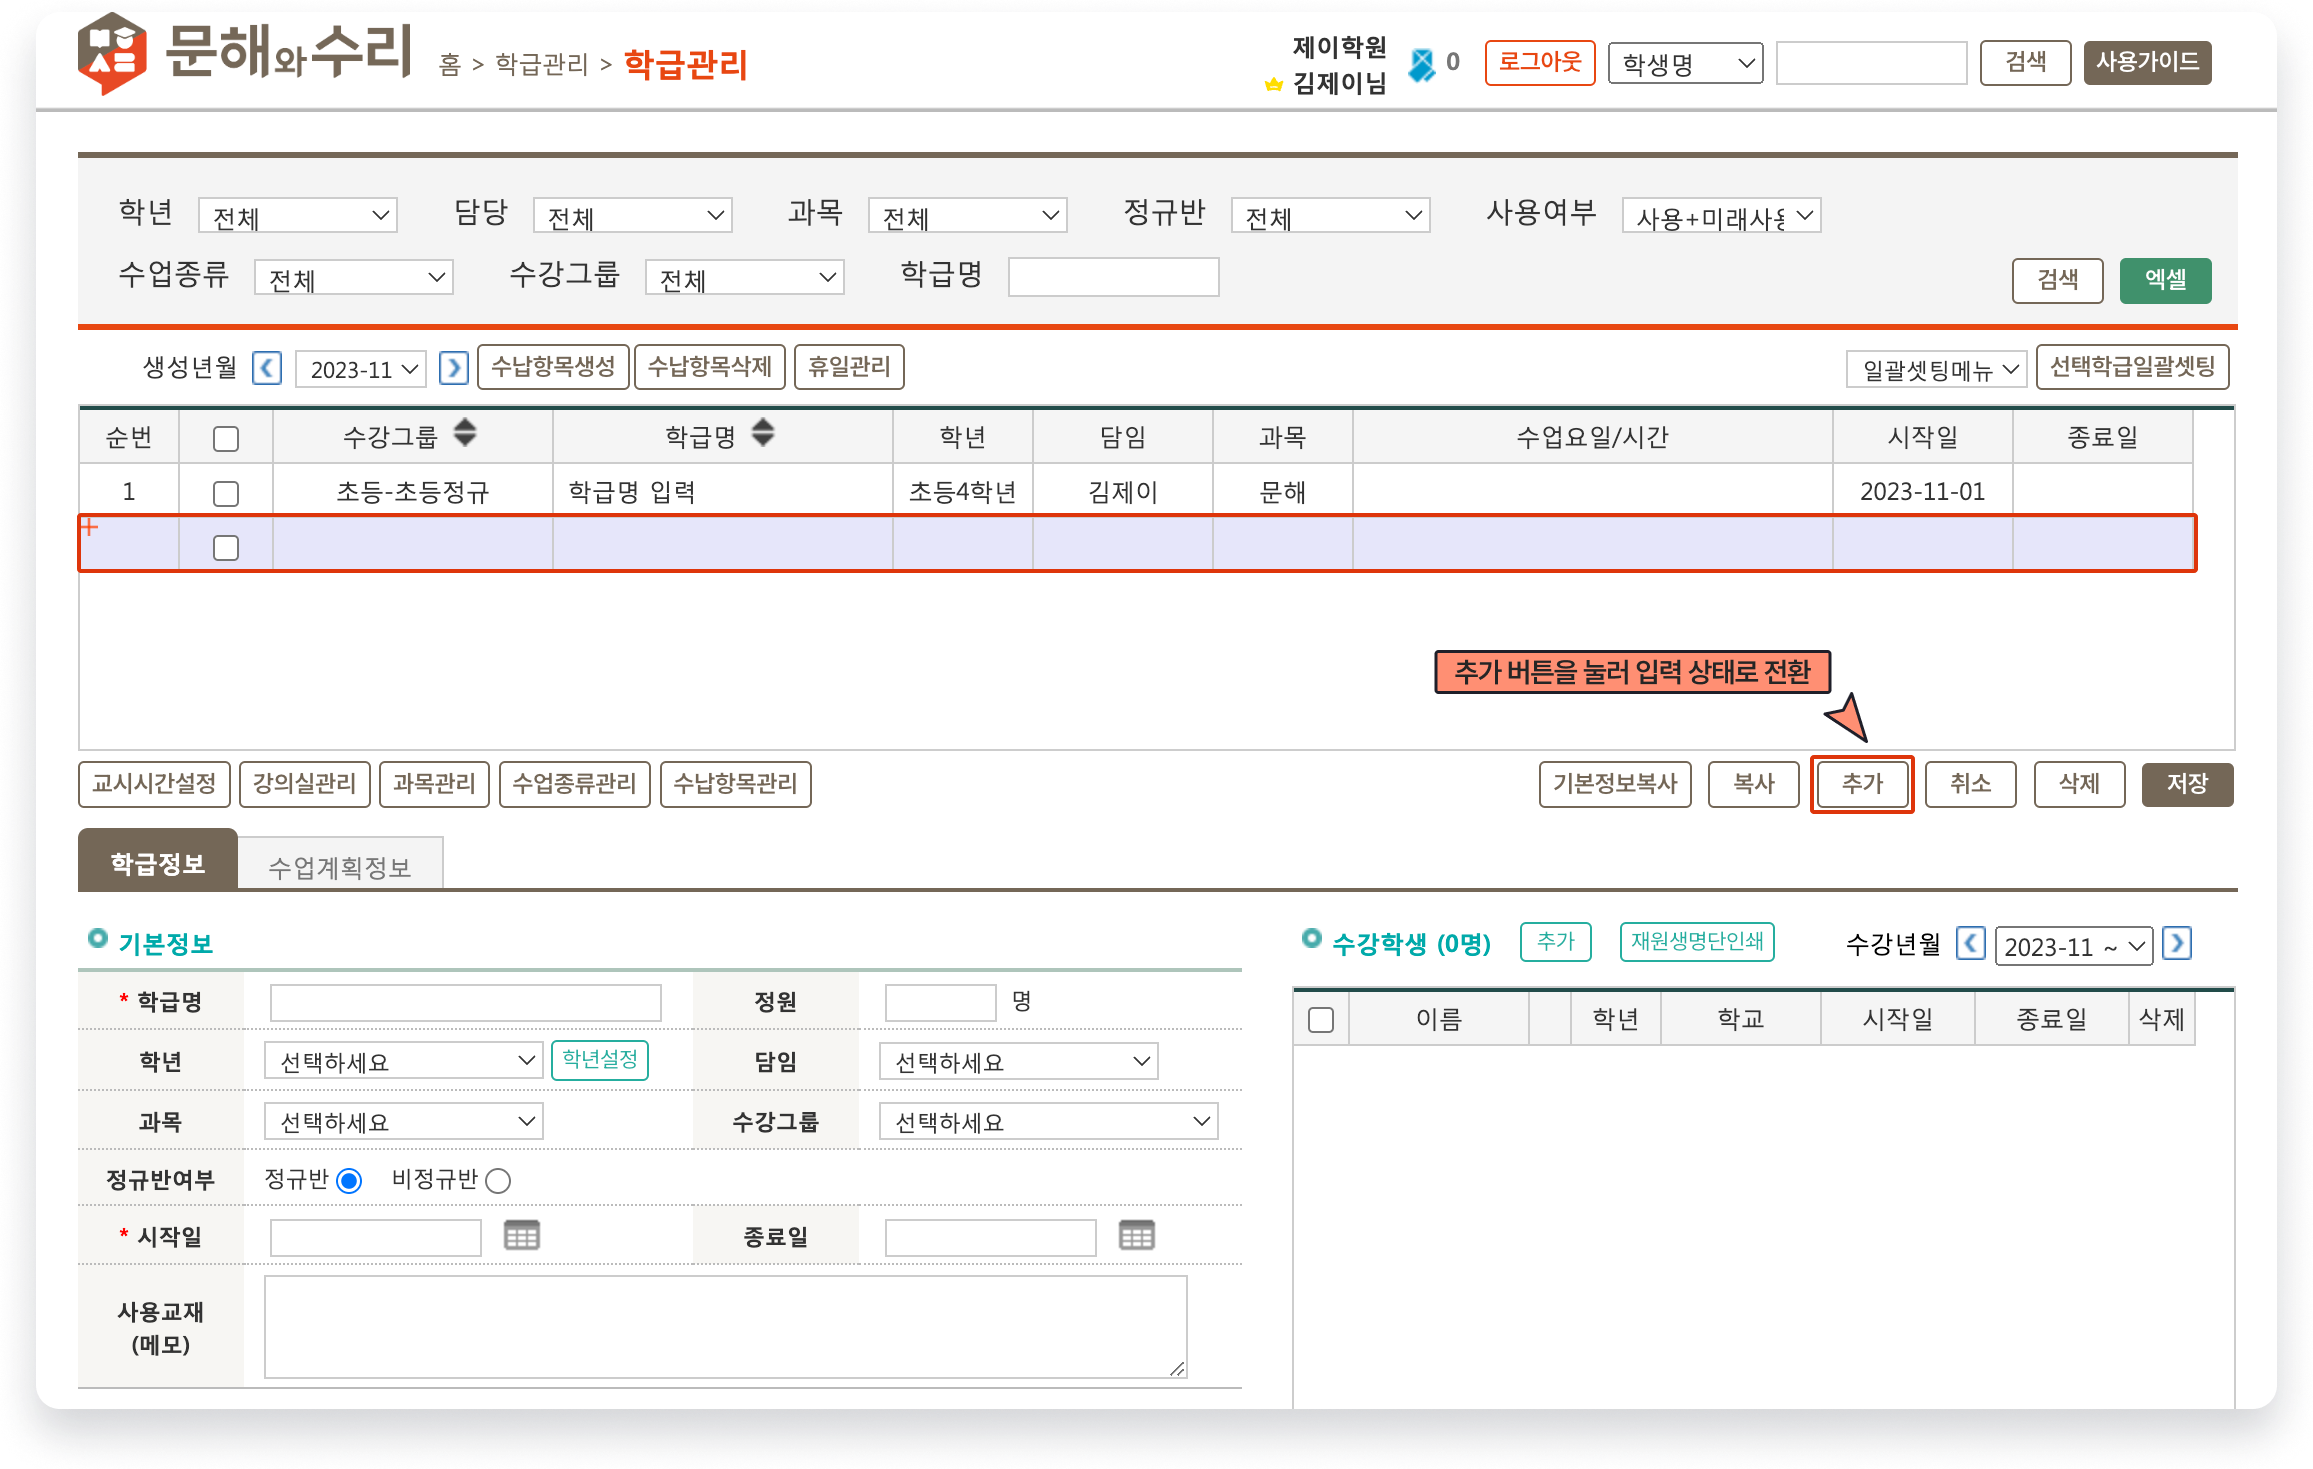 문해와수리 홈 > 학급관리 > 학급관리
제이학원
김제이님 0 로그아웃 학생명 검색 사용가이드
학년 전체 담당 전체 과목 전체 정규반 전체 사용여부 사용+미래사용
수업종류 전체 수강그룹 전체 학급명 검색 엑셀
생성년월 2023-11 수납항목생성 수납항목삭제 휴일관리 일괄셋팅메뉴 선택학급일괄셋팅
순번 수강그룹 학급명 학년 담임 과목 수업요일/시간 시작일 종료일
1 초등-초등정규 학급명 입력 초등4학년 김제이 문해 2023-11-01
추가 버튼을 눌러 입력 상태로 전환
교시시간설정 강의실관리 과목관리 수업종류관리 수납항목관리 기본정보복사 복사 추가 취소 삭제 저장
학급정보 수업계획정보
기본정보
* 학급명 정원 명
학년 선택하세요 학년설정 담임 선택하세요
과목 선택하세요 수강그룹 선택하세요
정규반여부 정규반 비정규반
* 시작일 종료일
사용교재
(메모)
수강학생 (0명) 추가 재원생명단인쇄 수강년월 2023-11 ~
이름 학년 학교 시작일 종료일 삭제